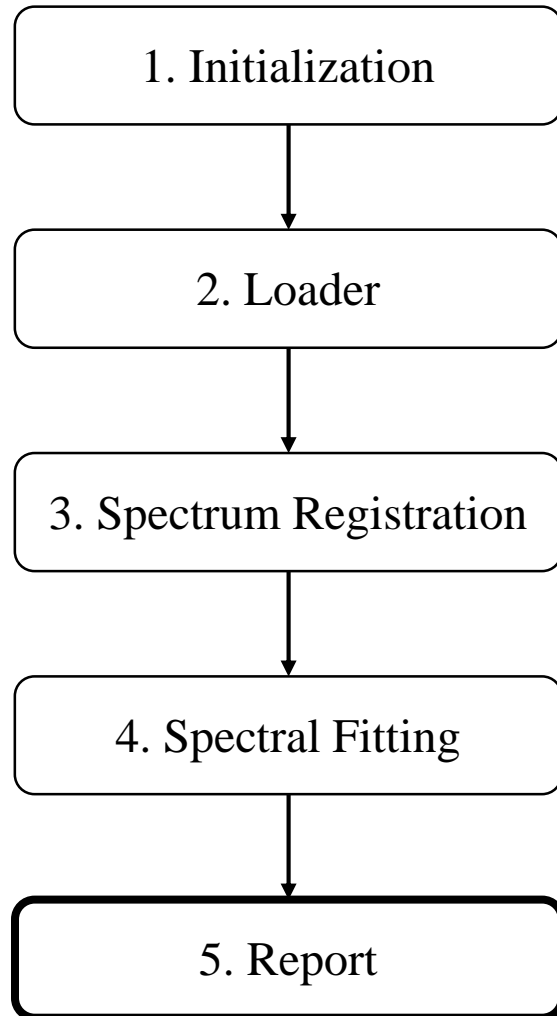 1. Initialization
2. Loader
3. Spectrum Registration
4. Spectral Fitting
5. Report